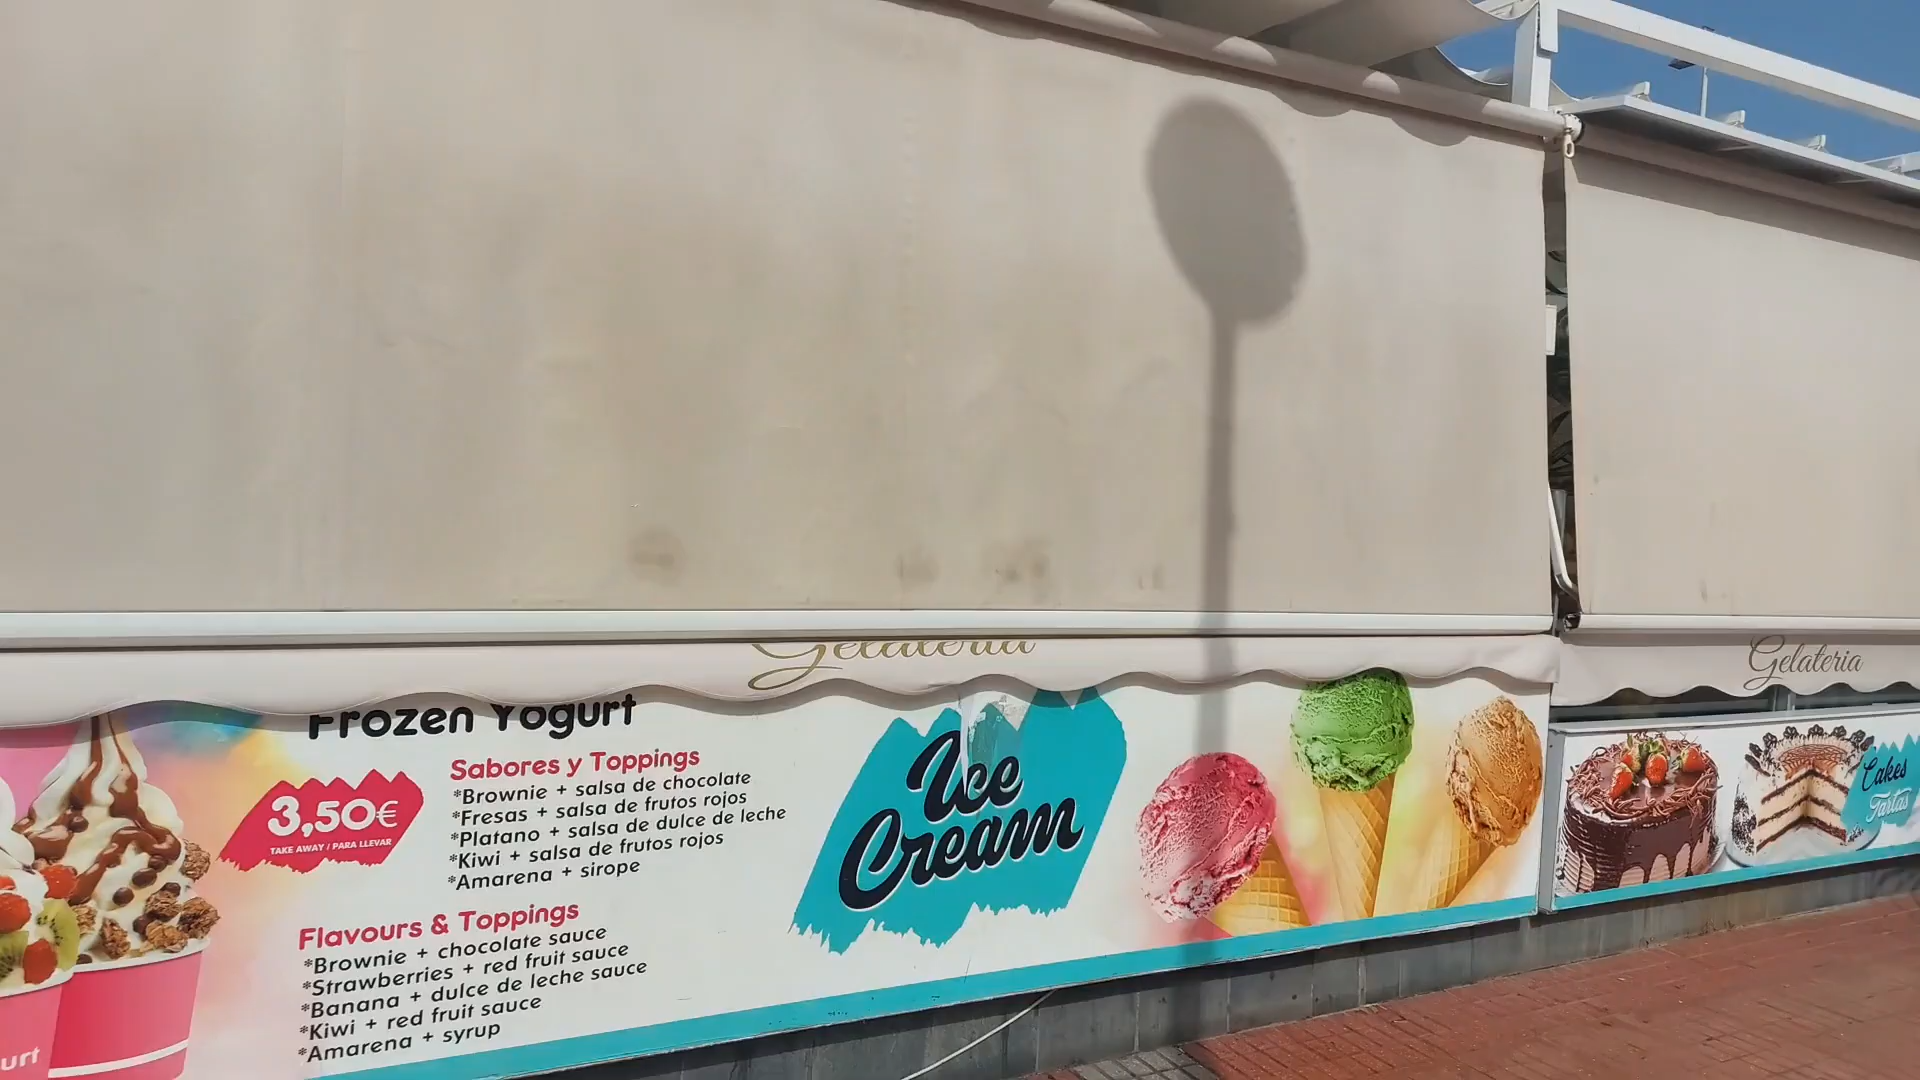 Gelateria
Gelateria
Frozen Yogurt
3,50€
TAKE AWAY / PARA LLEVAR
Sabores y Toppings
*Brownie + salsa de chocolate
*Fresas + salsa de frutos rojos
*Platano + salsa de dulce de leche
*Kiwi + salsa de frutos rojos
*Amarena + sirope
Flavours & Toppings
*Brownie + chocolate sauce
*Strawberries + red fruit sauce
*Banana + dulce de leche sauce
*Kiwi + red fruit sauce
*Amarena + syrup
urt
Ice
Cream
Cakes
Tartas